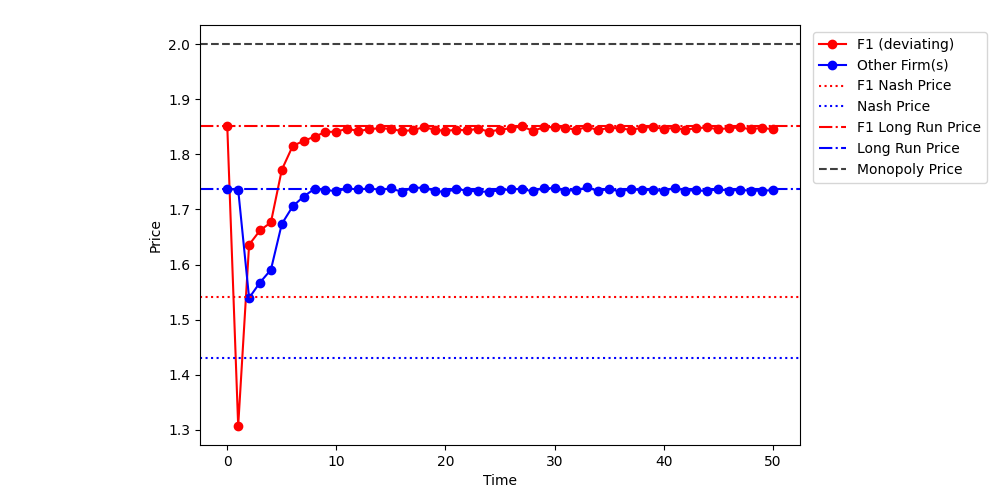 2.0
1.9
1.8
1.7
1.6
1.5
1.4
1.3
Price
0 10 20 30 40 50
Time
F1 (deviating)
Other Firm(s)
F1 Nash Price
Nash Price
F1 Long Run Price
Long Run Price
Monopoly Price